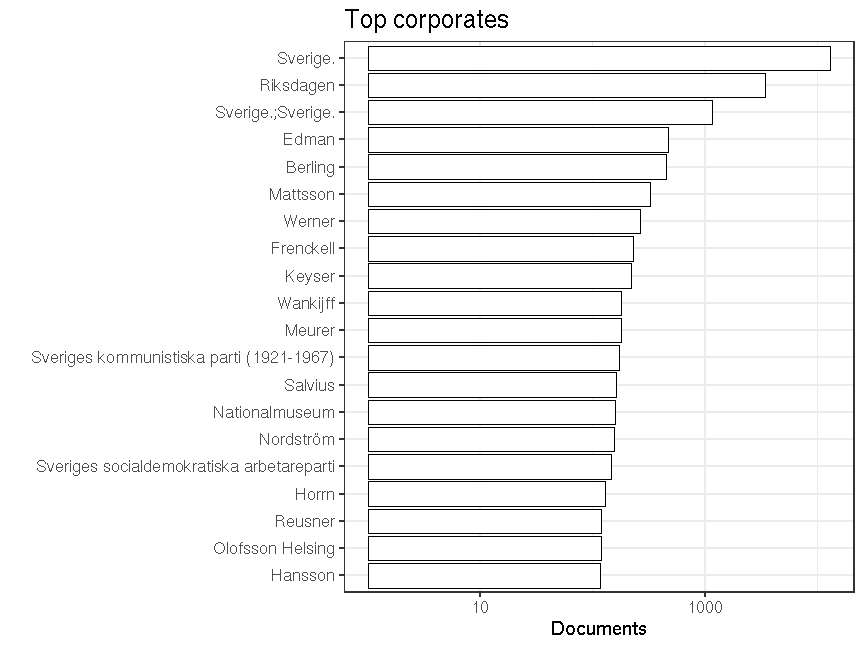 Top corporates
Sverige.
Riksdagen
Sverige.;Sverige.
Edman
Berling
Mattsson
Werner
Frenckell
Keyser
Wankijff
Meurer
Sveriges kommunistiska parti (1921-1967)
Salvius
Nationalmuseum
Nordström
Sveriges socialdemokratiska arbetareparti
Horrn
Reusner
Olofsson Helsing
Hansson
10 1000
Documents